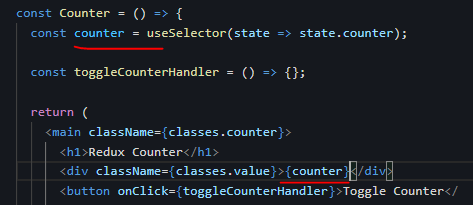 const Counter = () => {
const counter = useSelector(state => state.counter);
const toggleCounterHandler = () => {};
return (
<main className={classes.counter}>
<h1>Redux Counter</h1>
<div className={classes.value}>{counter}</div>
<button onClick={toggleCounterHandler}>Toggle Counter</